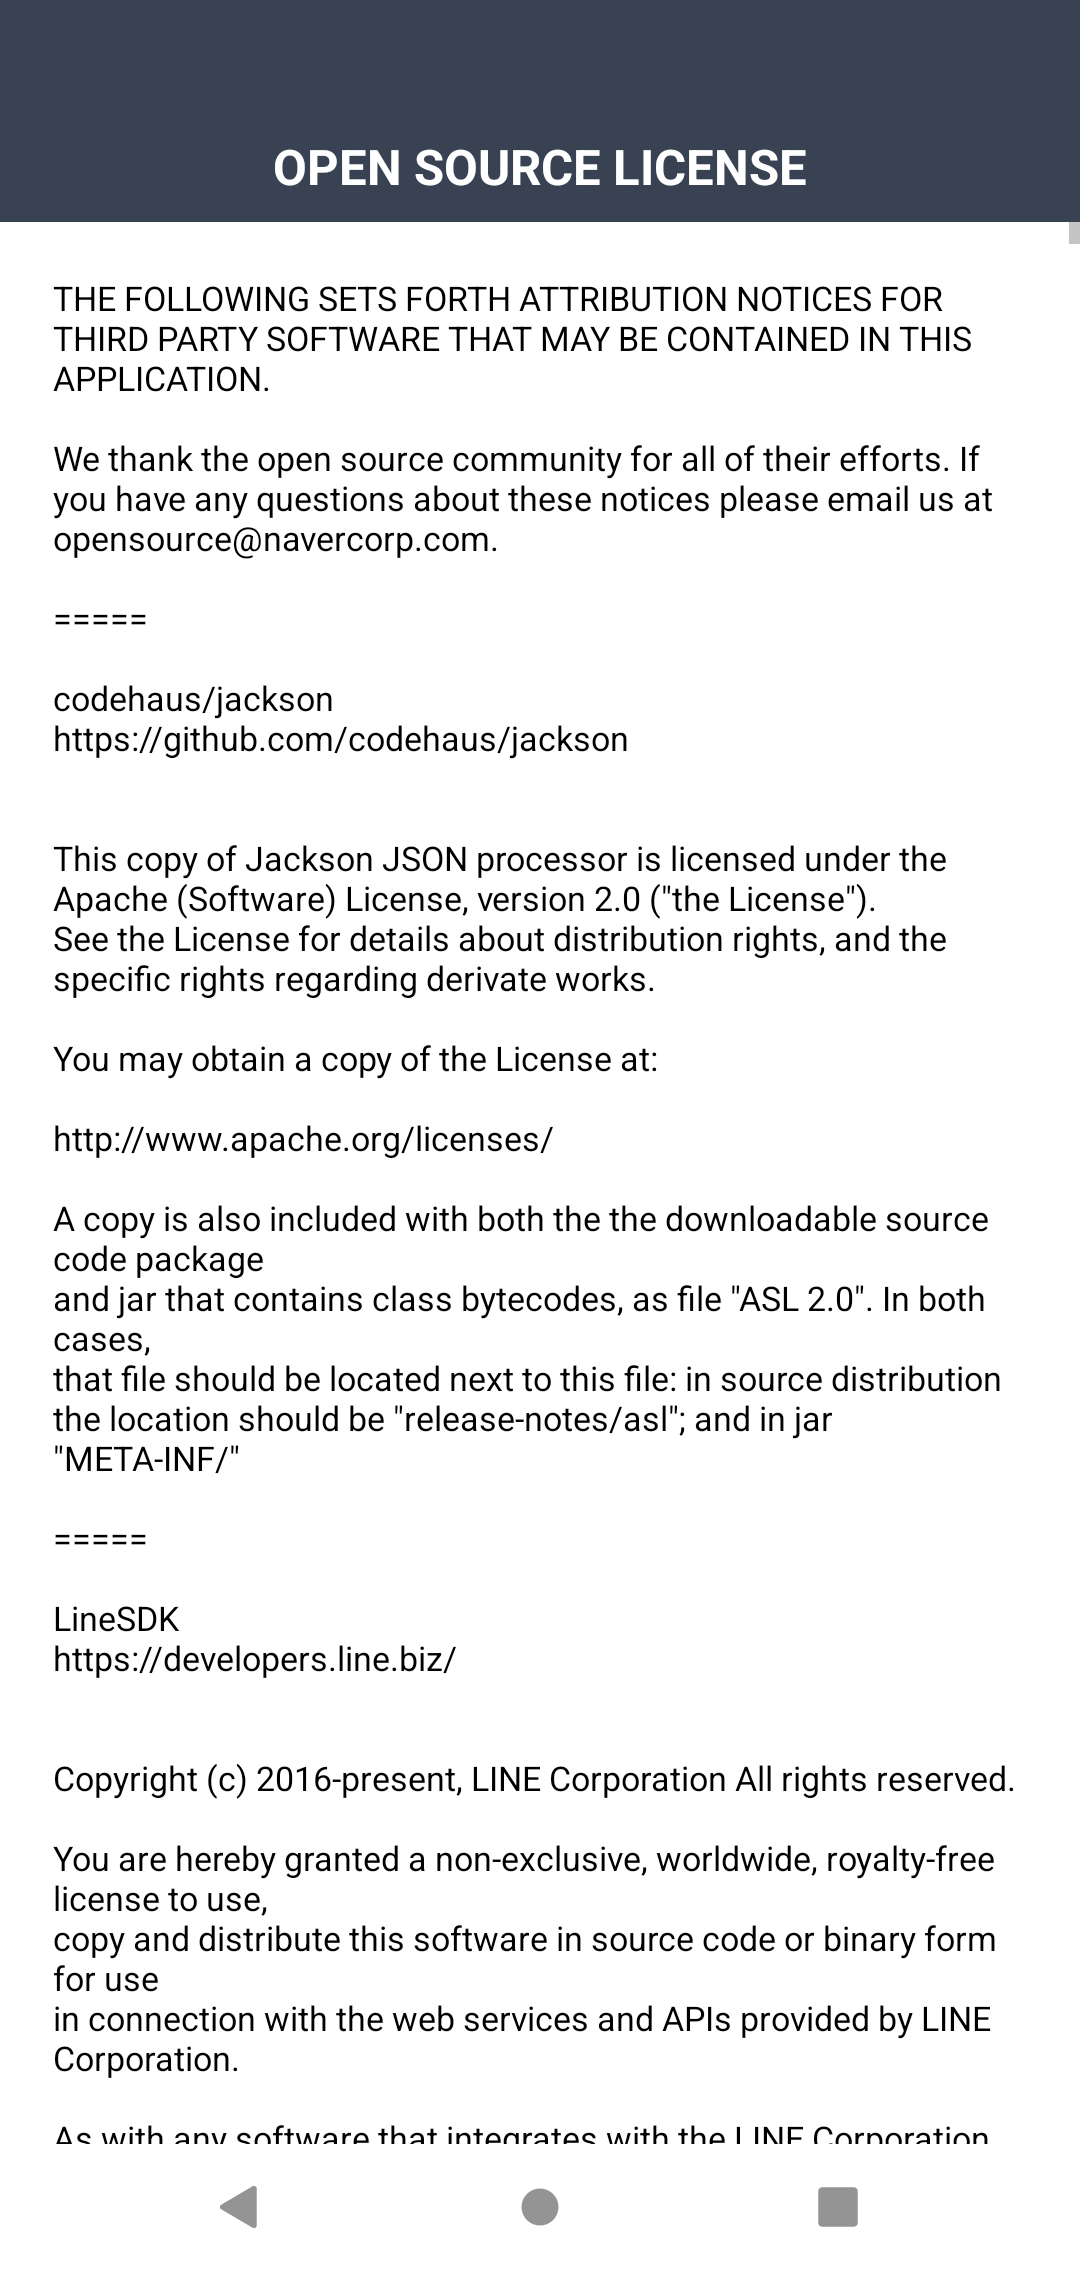 OPEN SOURCE LICENSE
THE FOLLOWING SETS FORTH ATTRIBUTION NOTICES FOR
THIRD PARTY SOFTWARE THAT MAY BE CONTAINED IN THIS
APPLICATION.
We thank the open source community for all of their efforts. If
you have any questions about these notices please email us at
opensource@navercorp.com.
=====
codehaus/jackson
https://github.com/codehaus/jackson
This copy of Jackson JSON processor is licensed under the
Apache (Software) License, version 2.0 ("the License").
See the License for details about distribution rights, and the
specific rights regarding derivate works.
You may obtain a copy of the License at:
http://www.apache.org/licenses/
A copy is also included with both the the downloadable source
code package
and jar that contains class bytecodes, as file "ASL 2.0". In both
cases,
that file should be located next to this file: in source distribution
the location should be "release-notes/asl"; and in jar
"META-INF/"
=====
LineSDK
https://developers.line.biz/
Copyright (c) 2016-present, LINE Corporation All rights reserved.
You are hereby granted a non-exclusive, worldwide, royalty-free
license to use,
copy and distribute this software in source code or binary form
for use
in connection with the web services and APIs provided by LINE
Corporation.
As with any software that integrates with the LINE Corporation